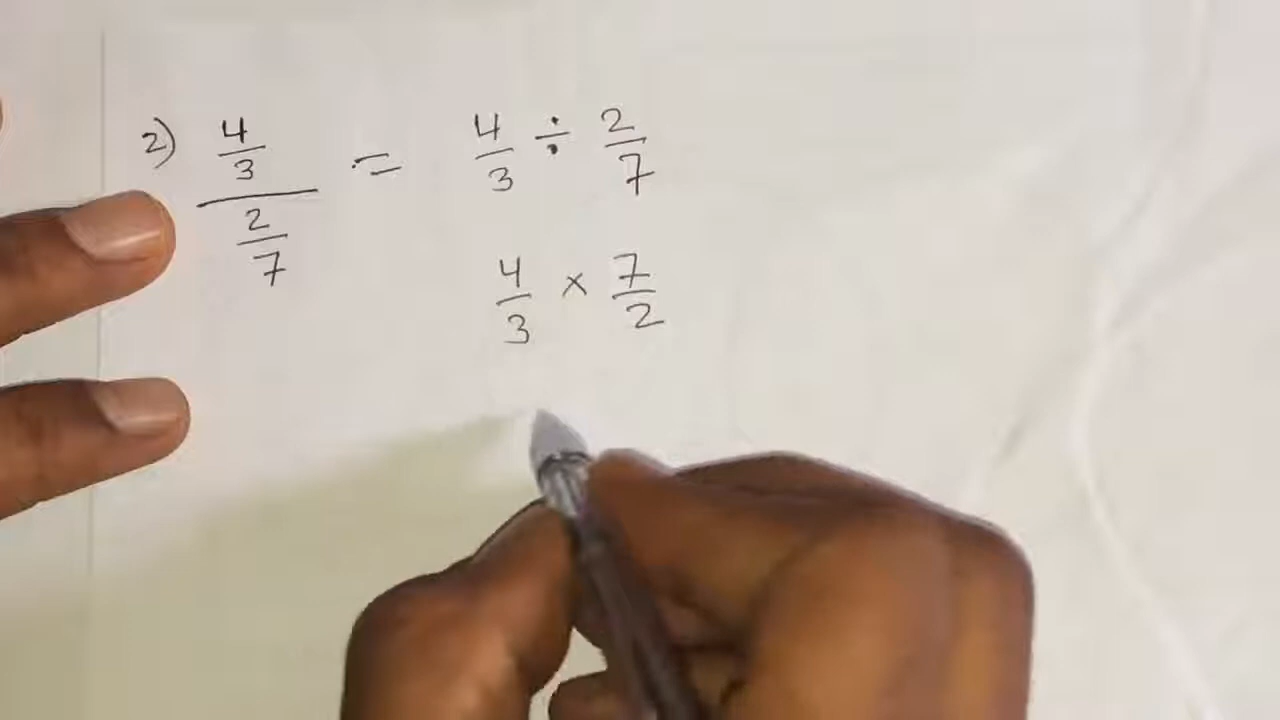 2) 4/3 / 2/7 = 4/3 ÷ 2/7
4/3 × 7/2